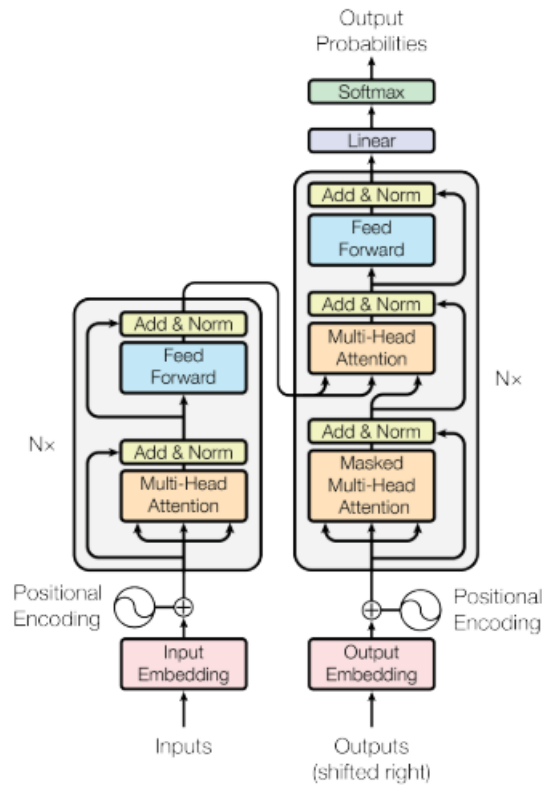 Output
Probabilities
Softmax
Linear
Add & Norm
Feed
Forward
Add & Norm
Multi-Head
Attention
Nx
Add & Norm
Masked
Multi-Head
Attention
Positional
Encoding
Output
Embedding
Outputs
(shifted right)
Add & Norm
Feed
Forward
N×
Add & Norm
Multi-Head
Attention
Positional
Encoding
Input
Embedding
Inputs